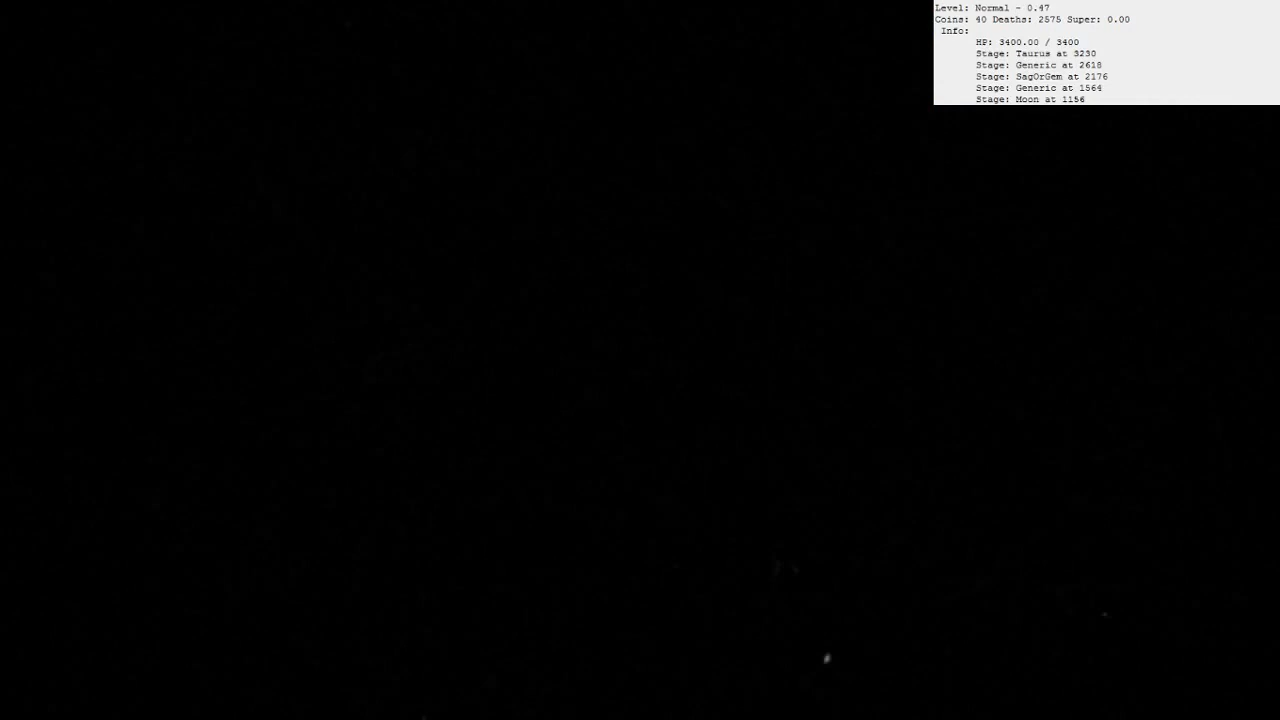 Level: Normal - 0.47
Coins: 40 Deaths: 2575 Super: 0.00
Info:
HP: 3400.00 / 3400
Stage: Taurus at 3230
Stage: Generic at 2618
Stage: SagOrGem at 2176
Stage: Generic at 1564
Stage: Moon at 1156